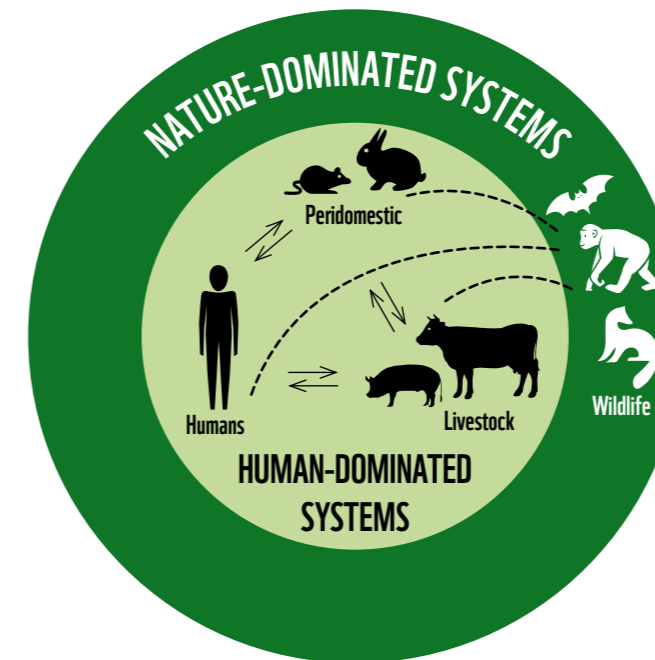 NATURE-DOMINATED SYSTEMS
Peridomestic
Humans
Livestock
Wildlife
HUMAN-DOMINATED
SYSTEMS